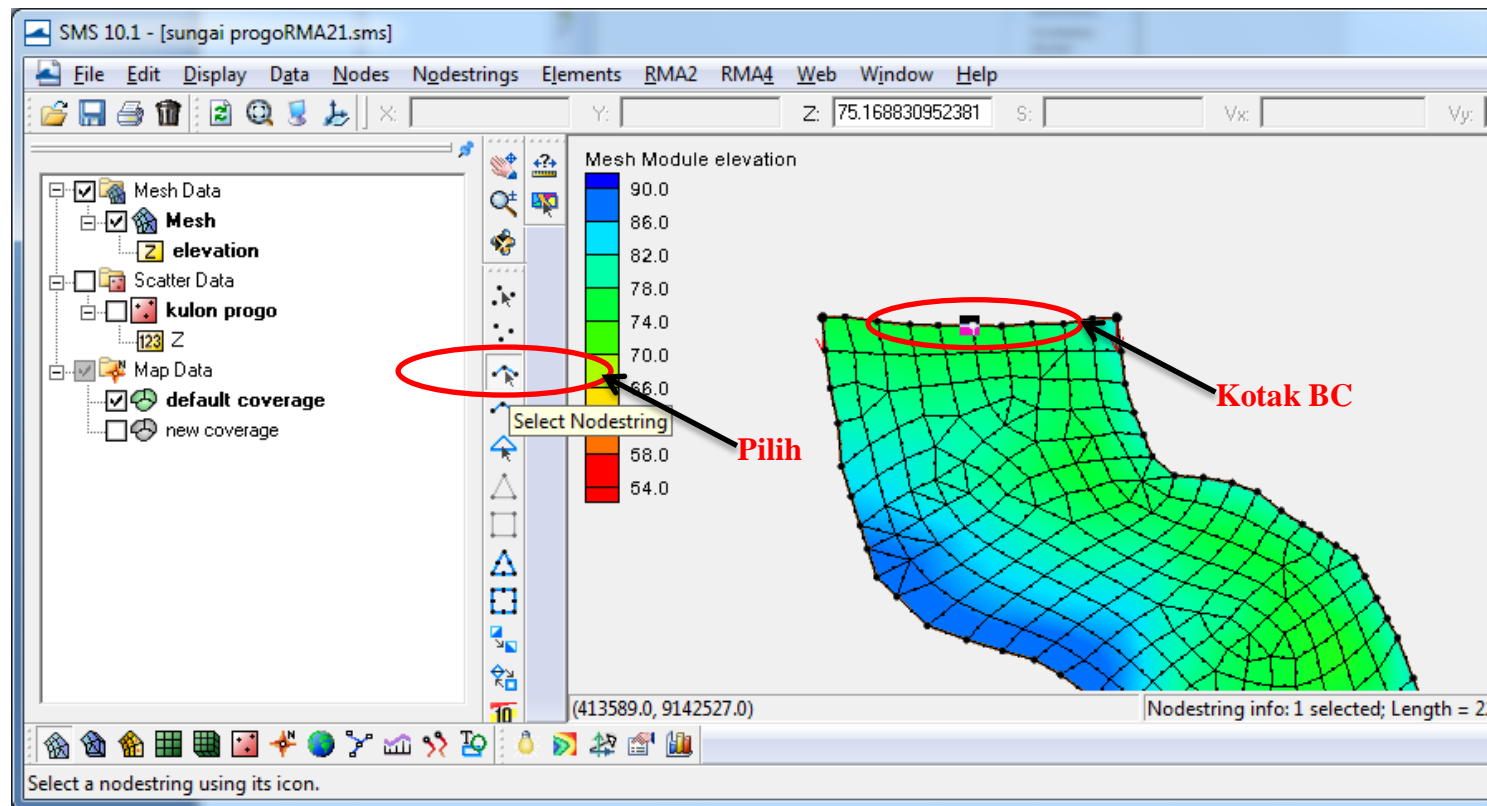 SMS 10.1 - [sungai progoRMA21.sms]
File Edit Display Data Nodes Nodestrings Elements RMA2 RMA4 Web Window Help
X: Y: Z: 75.168830952381 S: Vx: Vy:
Mesh Data
Mesh
Z elevation
Scatter Data
kulon progo
123 Z
Map Data
default coverage
new coverage
Mesh Module elevation
90.0
86.0
82.0
78.0
74.0
70.0
66.0
58.0
54.0
Select Nodestring
Pilih
Kotak BC
10
(413589.0, 9142527.0) Nodestring info: 1 selected; Length =
Select a nodestring using its icon.